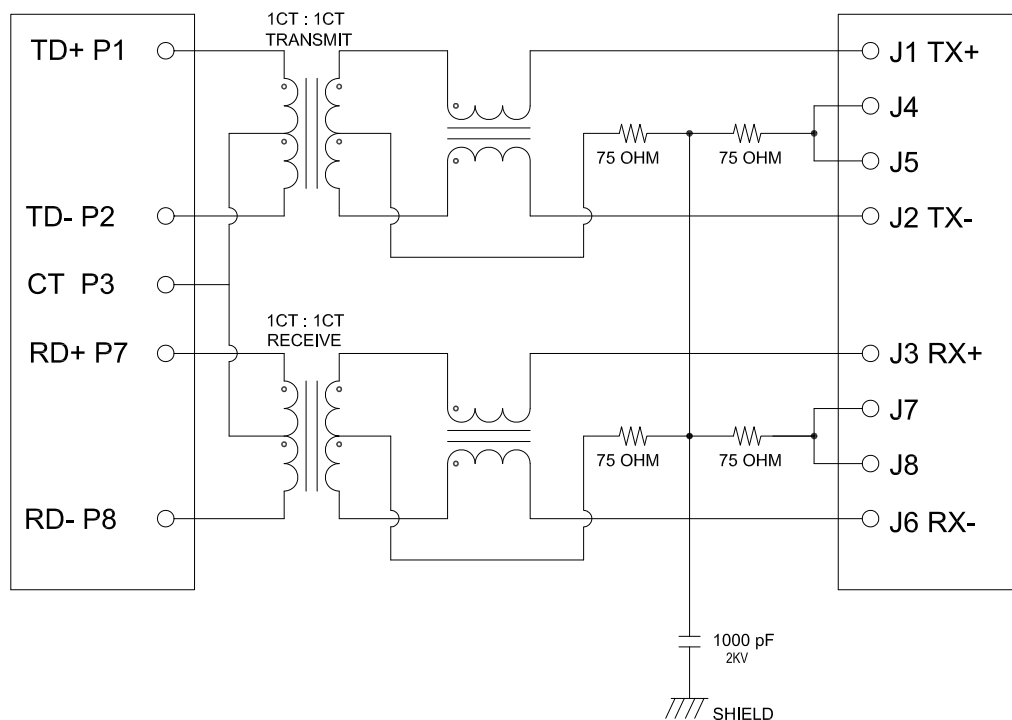 1CT : 1CT
TRANSMIT
TD+ P1
TD- P2
CT P3
1CT : 1CT
RECEIVE
RD+ P7
RD- P8
75 OHM
75 OHM
J1 TX+
J4
J5
J2 TX-
J3 RX+
J7
J8
J6 RX-
75 OHM
75 OHM
1000 pF
2KV
SHIELD